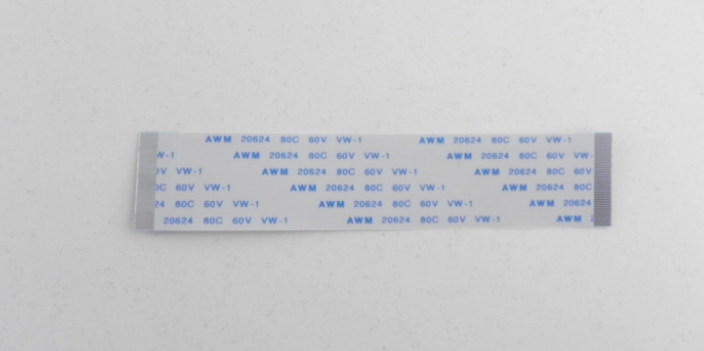 AWM 20624 80C 60V VW-1 AWM 20624 80C 60V VW-1
W-1 AWM 20624 80C 60V VW-1 AWM 20624 80C 60V VW-
V VW-1 AWM 20624 80C 60V VW-1 AWM 20624 80C 60V
C 60V VW-1 AWM 20624 80C 60V VW-1 AWM 20624 80C
24 80C 60V VW-1 AWM 20624 80C 60V VW-1 AWM 20624
20624 80C 60V VW-1 AWM 20624 80C 60V VW-1 AWM